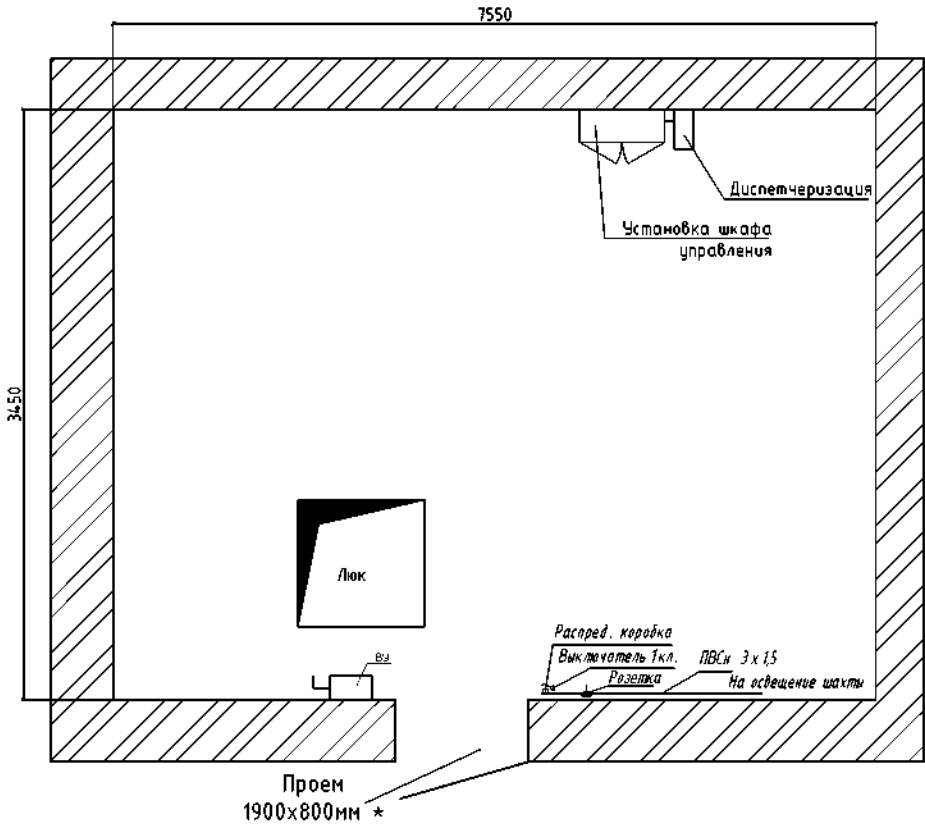 7550
Диспетчеризация
Установка шкафа
управления
3450
Люк
ВУ
Распред. коробка
Выключатель 1кл.
ПВСн 3 х 1,5
Розетка
На освещение шахты
Проем
1900х800мм *